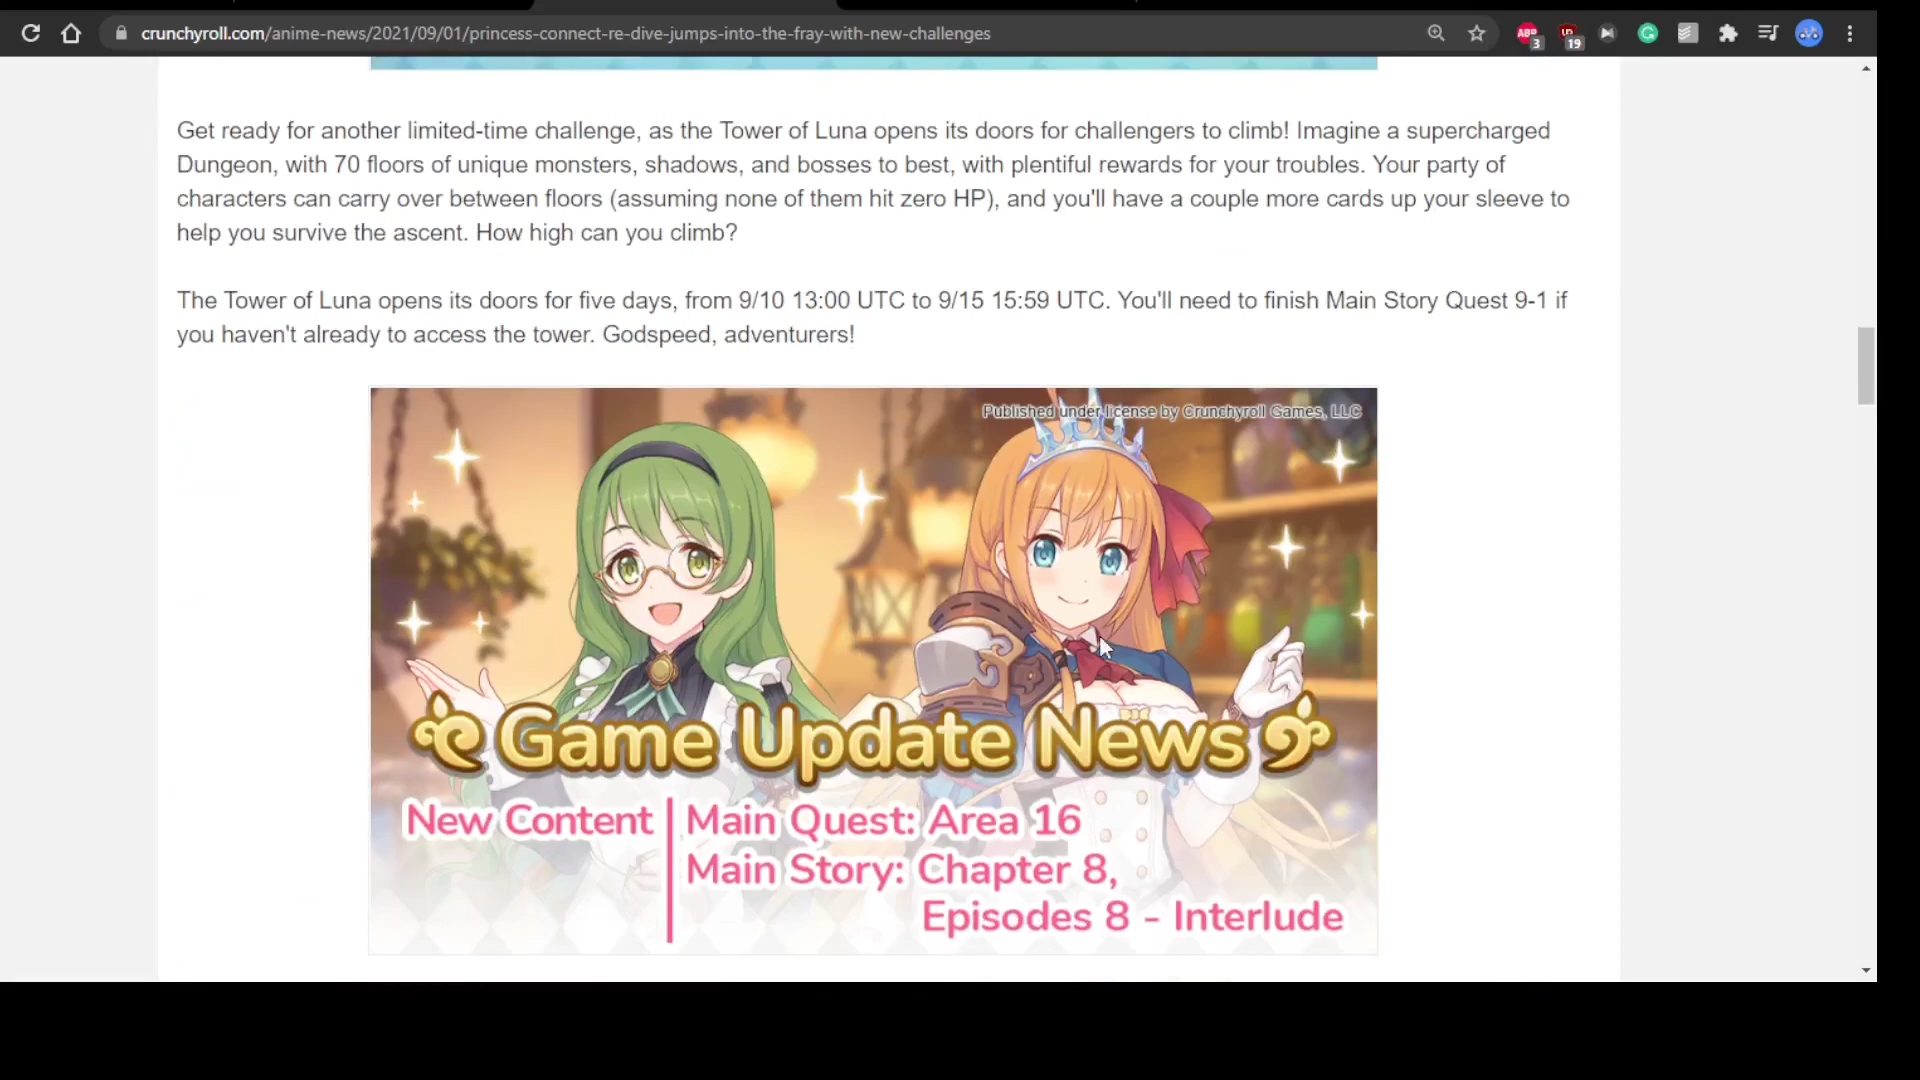 crunchyroll.com/anime-news/2021/09/01/princess-connect-re-dive-jumps-into-the-fray-with-new-challenges
ABP
3
19
Get ready for another limited-time challenge, as the Tower of Luna opens its doors for challengers to climb! Imagine a supercharged
Dungeon, with 70 floors of unique monsters, shadows, and bosses to best, with plentiful rewards for your troubles. Your party of
characters can carry over between floors (assuming none of them hit zero HP), and you'll have a couple more cards up your sleeve to
help you survive the ascent. How high can you climb?
The Tower of Luna opens its doors for five days, from 9/10 13:00 UTC to 9/15 15:59 UTC. You'll need to finish Main Story Quest 9-1 if
you haven't already to access the tower. Godspeed, adventurers!
Published under license by Crunchyroll Games, LLC
Game Update News
New Content
Main Quest: Area 16
Main Story: Chapter 8,
Episodes 8 - Interlude